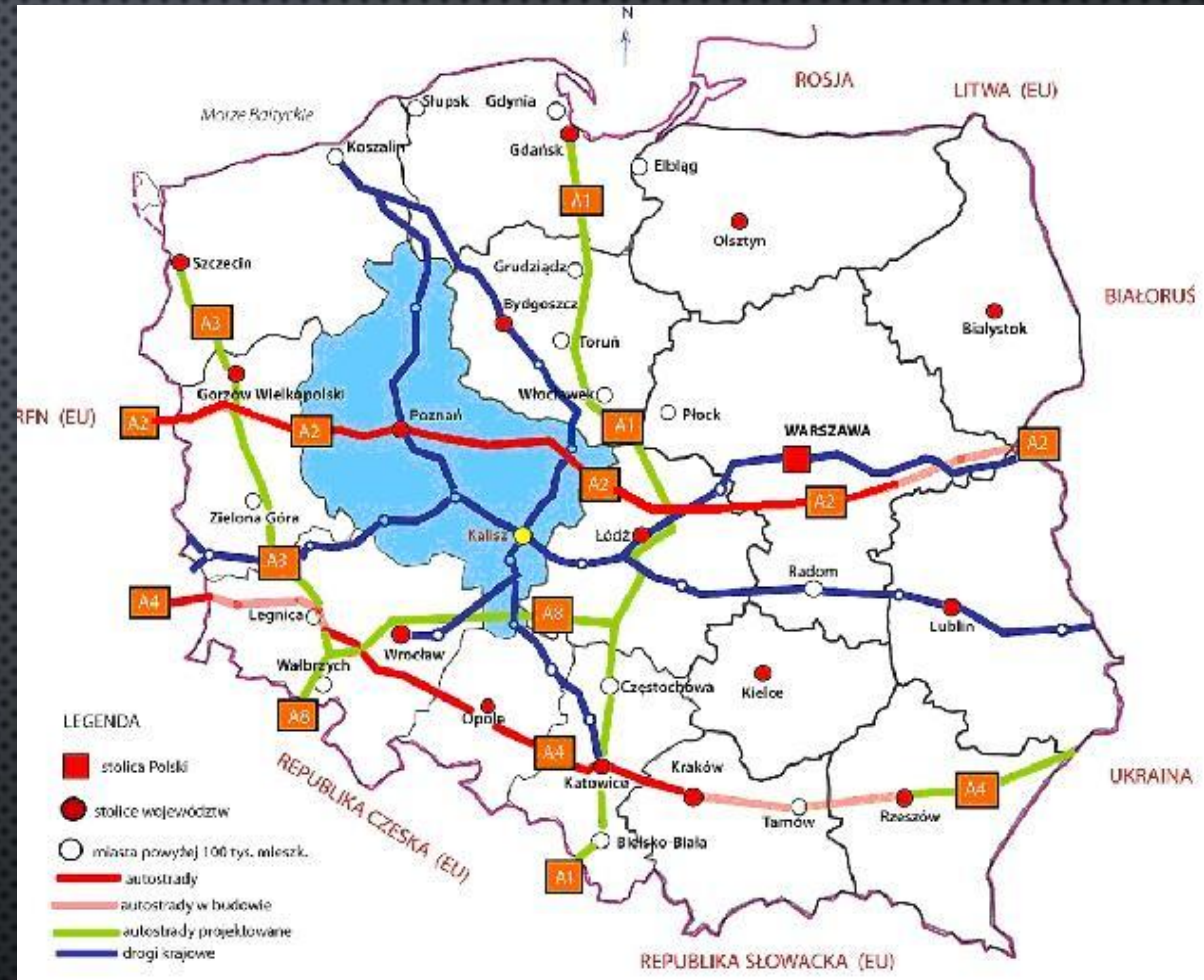 N
ROSJA
LITWA (EU)
Morze Bałtyckie
Słupsk
Gdynia
Koszalin
Gdańsk
Elbląg
A1
Olsztyn
Szczecin
Grudziądz
BIAŁORUŚ
Bydgoszcz
Białystok
A3
Toruń
Gorzów Wielkopolski
Włocławek
Płock
RFN (EU)
A2
A2
Poznań
A1
WARSZAWA
A2
A2
A2
Zielona Góra
Kalisz
Łódź
A3
Radom
A4
Legnica
A8
Lublin
Wrocław
Wałbrzych
Częstochowa
Kielce
A8
Opole
LEGENDA
A4
stolica Polski
REPUBLIKA CZESKA (EU)
Katowice
Kraków
UKRAINA
A4
stolice województw
Tarnów
Rzeszów
miasta powyżej 100 tys. mieszk.
Bielsko-Biała
autostrady
A1
autostrady w budowie
autostrady projektowane
drogi krajowe
REPUBLIKA SŁOWACKA (EU)